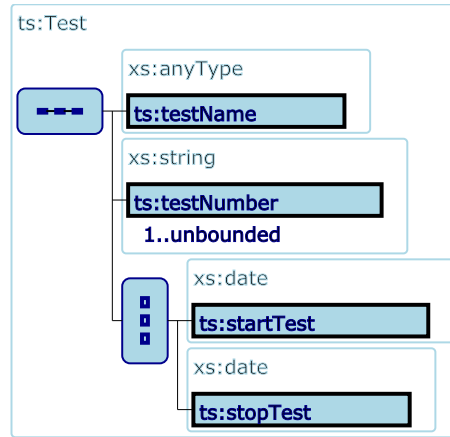 ts:Test
xs:anyType
ts:testName
xs:string
ts:testNumber
1..unbounded
xs:date
ts:startTest
xs:date
ts:stopTest